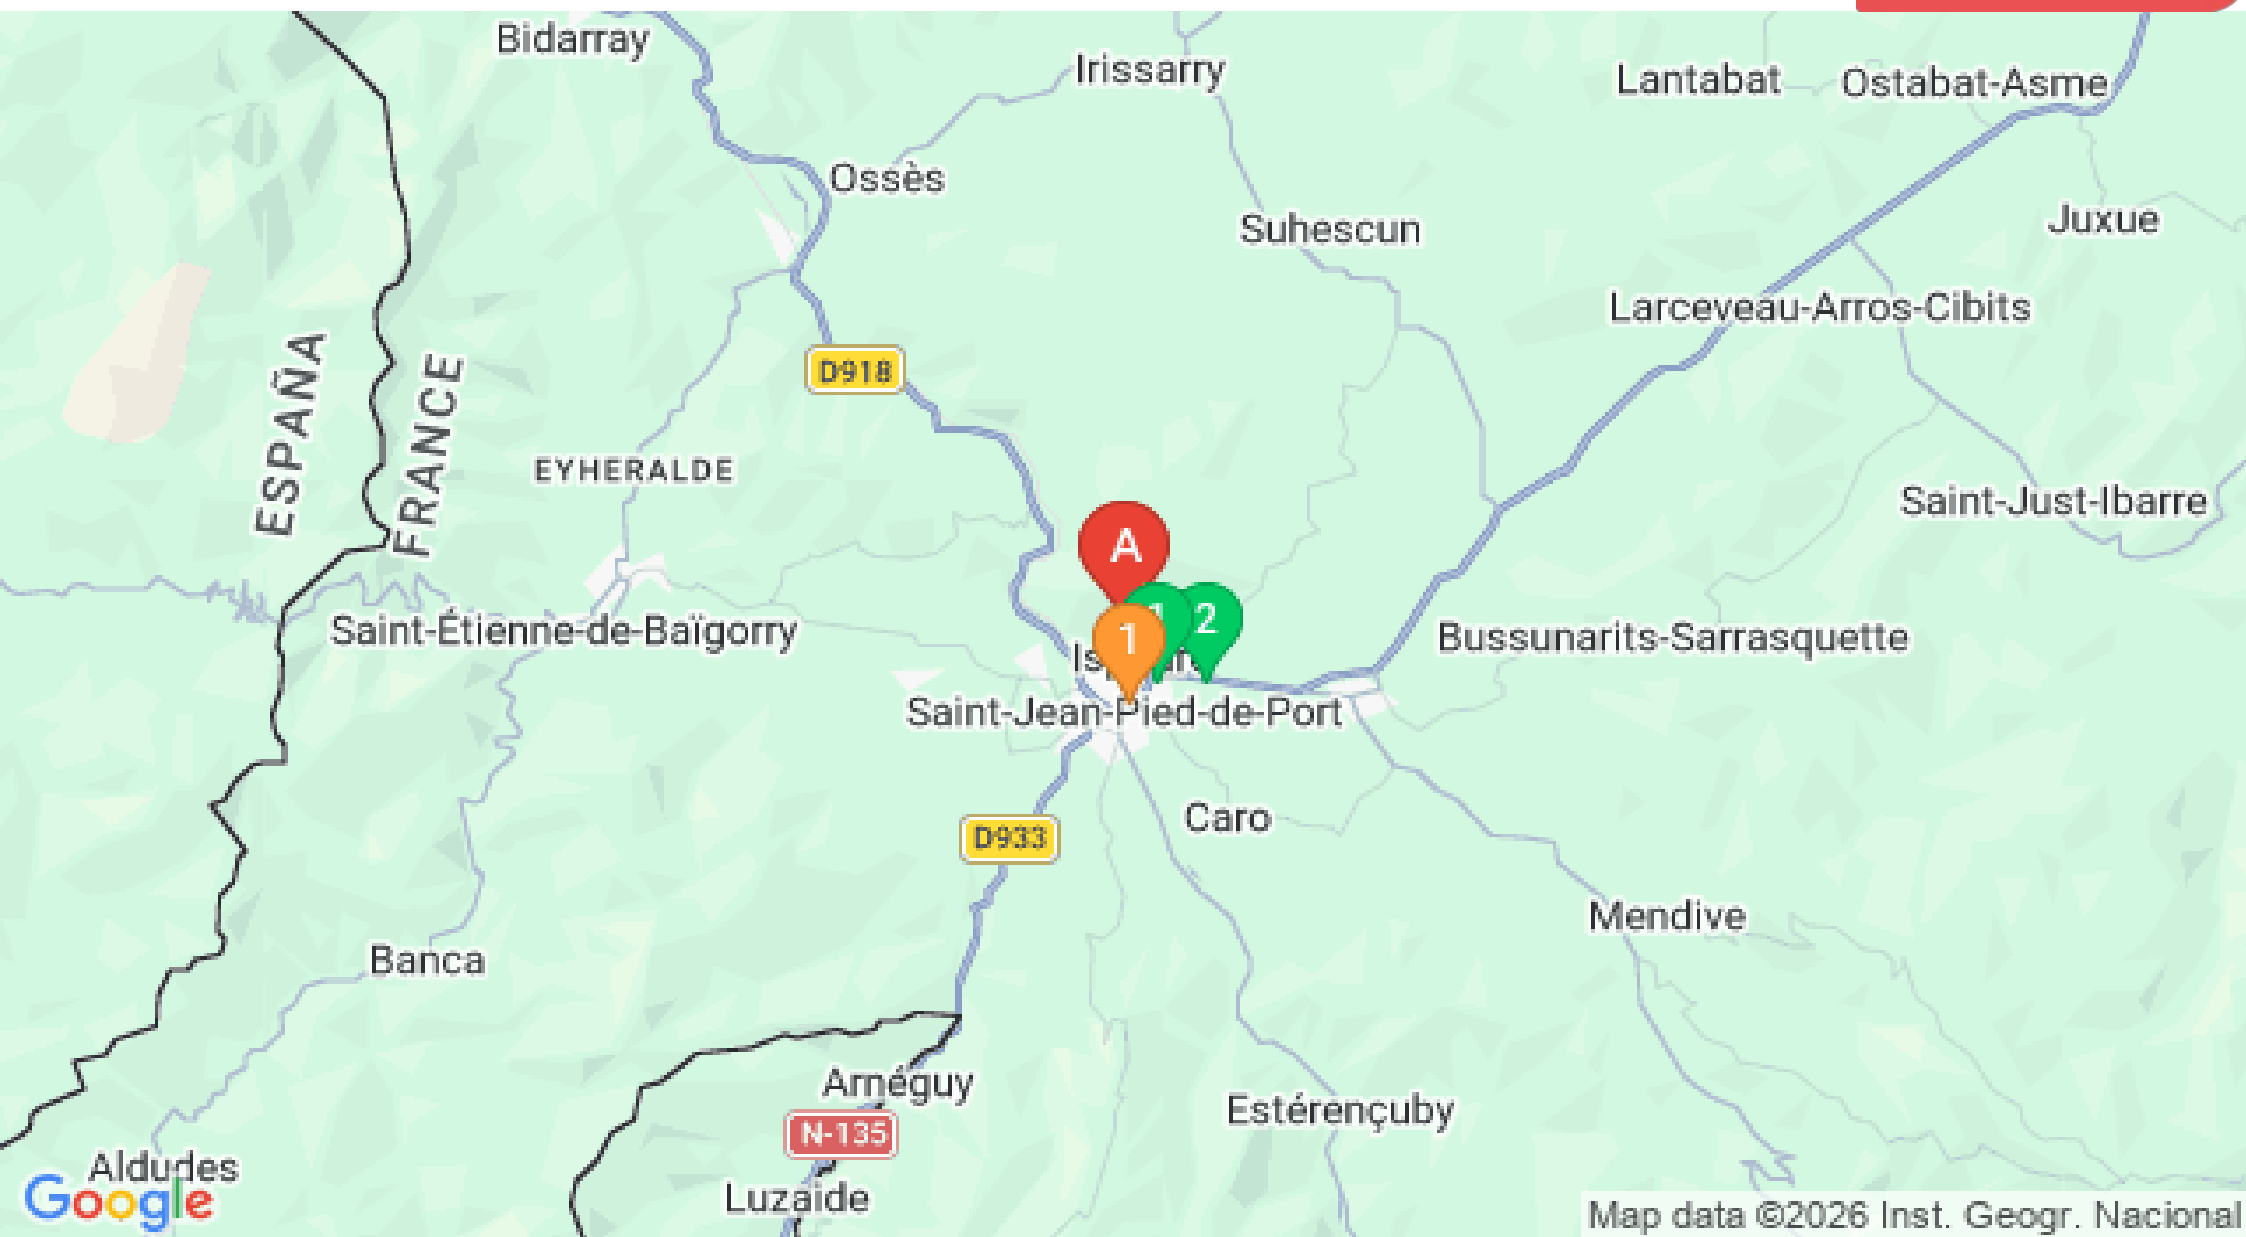 Bidarray
Irissarry
Lantabat
Ostabat-Asme
Ossès
Juxue
Suhescun
Larceveau-Arros-Cibits
ESPAÑA
FRANCE
D918
EYHERALDE
Saint-Just-Ibarre
A
1
2
1
Saint-Étienne-de-Baïgorry
Bussunarits-Sarrasquette
Saint-Jean-Pied-de-Port
Caro
D933
Mendive
Banca
Arnéguy
Estérençuby
N-135
Aldudes
Luzaide
Google
Map data ©2026 Inst. Geogr. Nacional